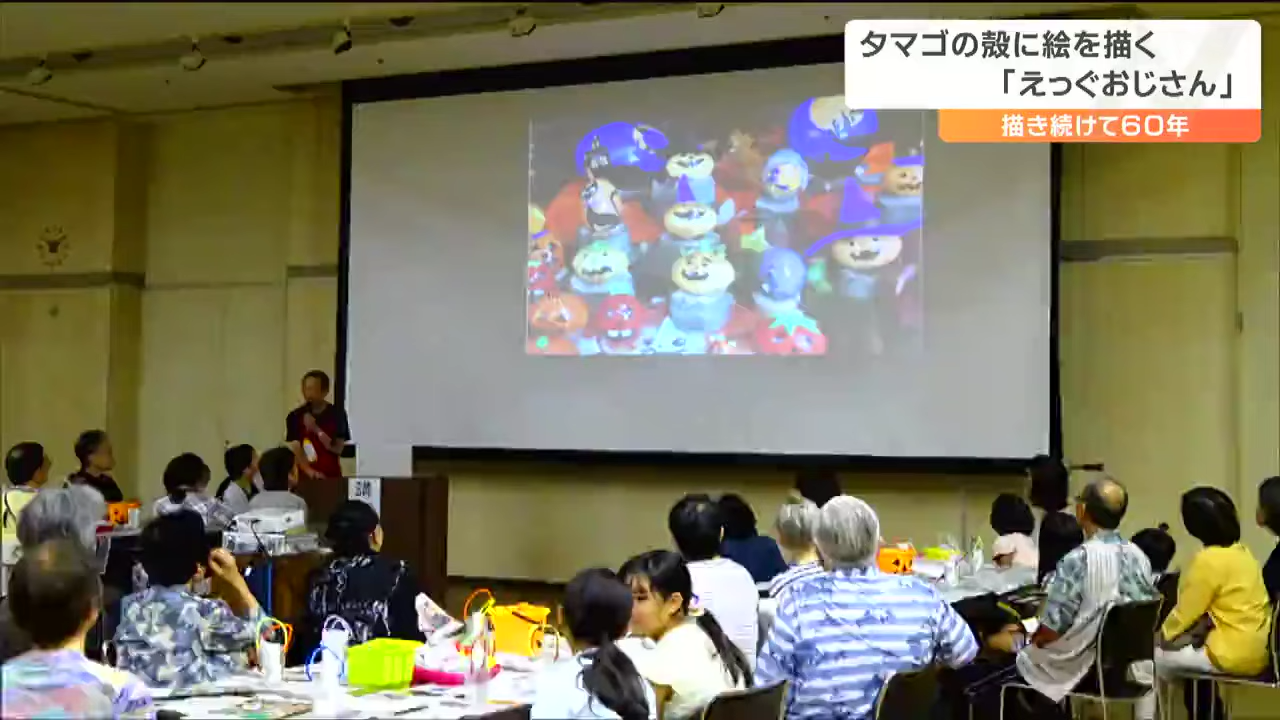 タマゴの殻に絵を描く
「えっぐおじさん」
描き続けて60年